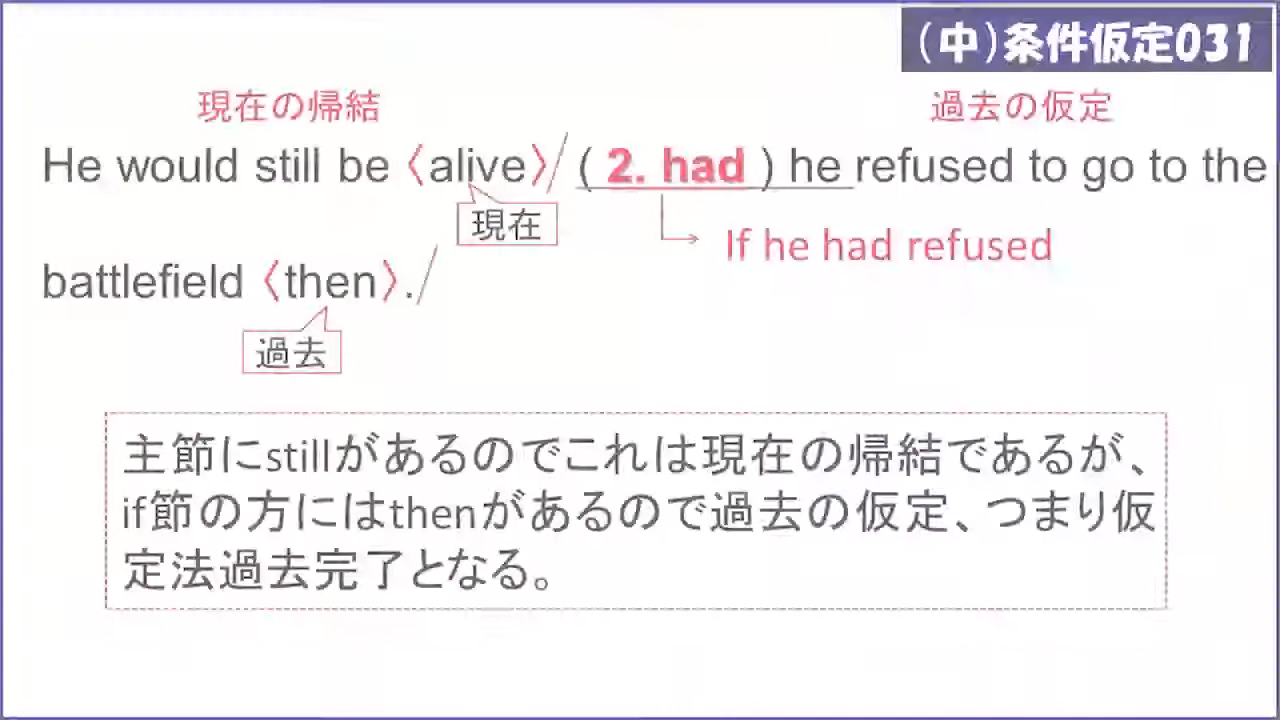 (中)条件仮定031
現在の帰結 過去の仮定
He would still be 〈alive〉/ ( 2. had ) he refused to go to the
現在
If he had refused
battlefield 〈then〉./
過去
主節にstillがあるのでこれは現在の帰結であるが、
if節の方にはthenがあるので過去の仮定、つまり仮
定法過去完了となる。